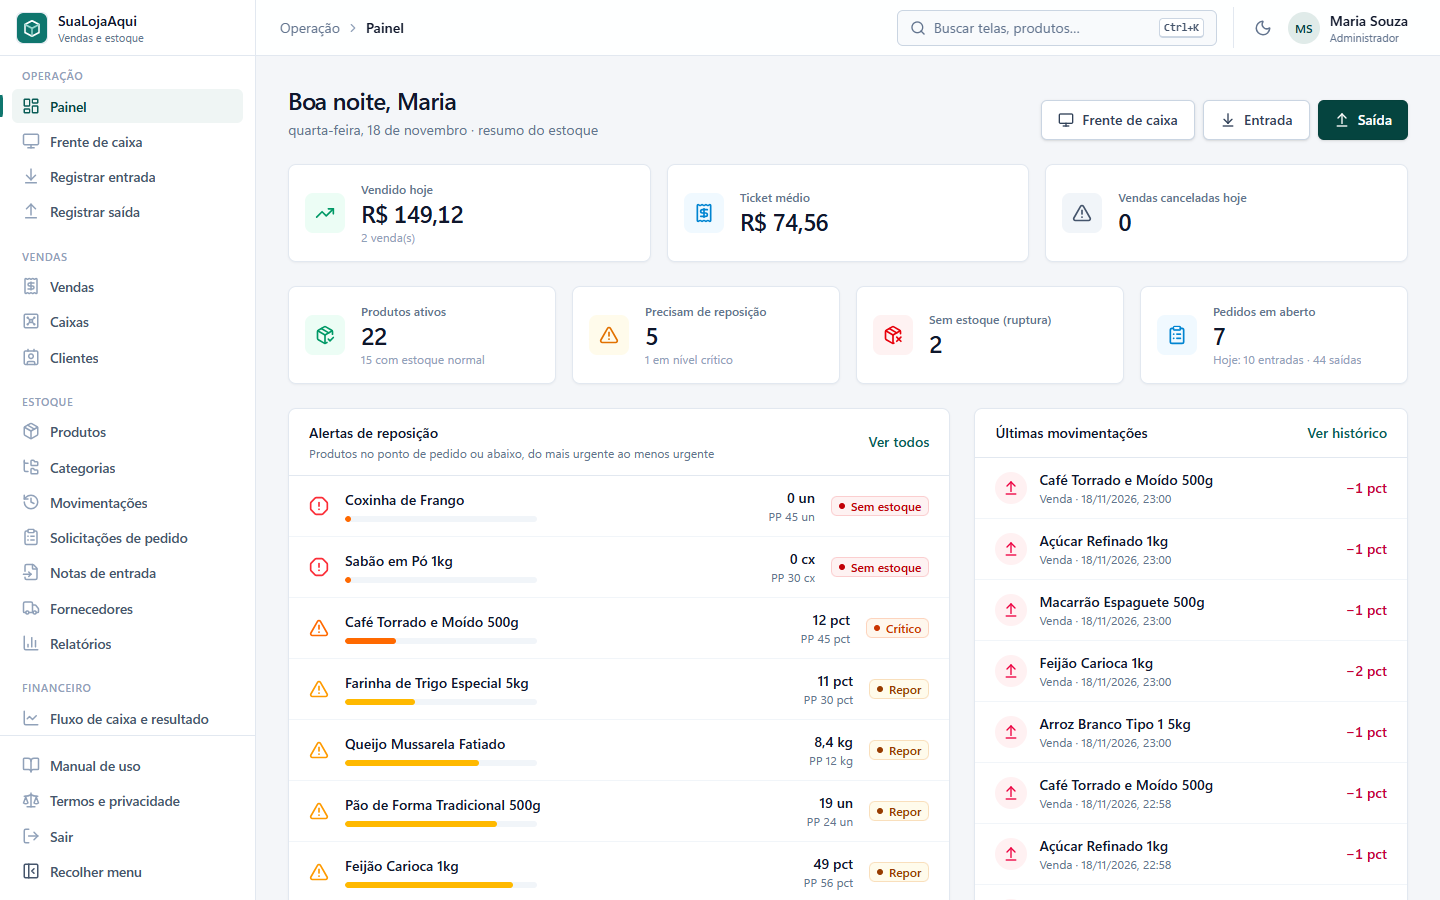 SuaLojaAqui
Vendas e estoque
OPERAÇÃO
Painel
Frente de caixa
Registrar entrada
Registrar saída
VENDAS
Vendas
Caixas
Clientes
ESTOQUE
Produtos
Categorias
Movimentações
Solicitações de pedido
Notas de entrada
Fornecedores
Relatórios
FINANCEIRO
Fluxo de caixa e resultado
Manual de uso
Termos e privacidade
Sair
Recolher menu
Operação > Painel
Buscar telas, produtos... Ctrl+K
MS
Maria Souza
Administrador
Boa noite, Maria
quarta-feira, 18 de novembro · resumo do estoque
Frente de caixa
Entrada
Saída
Vendido hoje
R$ 149,12
2 venda(s)
Ticket médio
R$ 74,56
Vendas canceladas hoje
0
Produtos ativos
22
15 com estoque normal
Precisam de reposição
5
1 em nível crítico
Sem estoque (ruptura)
2
Pedidos em aberto
7
Hoje: 10 entradas · 44 saídas
Alertas de reposição
Produtos no ponto de pedido ou abaixo, do mais urgente ao menos urgente
Ver todos
Coxinha de Frango
0 un
PP 45 un
Sem estoque
Sabão em Pó 1kg
0 cx
PP 30 cx
Sem estoque
Café Torrado e Moído 500g
12 pct
PP 45 pct
Crítico
Farinha de Trigo Especial 5kg
11 pct
PP 30 pct
Repor
Queijo Mussarela Fatiado
8,4 kg
PP 12 kg
Repor
Pão de Forma Tradicional 500g
19 un
PP 24 un
Repor
Feijão Carioca 1kg
49 pct
PP 56 pct
Repor
Últimas movimentações
Ver histórico
Café Torrado e Moído 500g
Venda · 18/11/2026, 23:00
−1 pct
Açúcar Refinado 1kg
Venda · 18/11/2026, 23:00
−1 pct
Macarrão Espaguete 500g
Venda · 18/11/2026, 23:00
−1 pct
Feijão Carioca 1kg
Venda · 18/11/2026, 23:00
−2 pct
Arroz Branco Tipo 1 5kg
Venda · 18/11/2026, 23:00
−1 pct
Café Torrado e Moído 500g
Venda · 18/11/2026, 22:58
−1 pct
Açúcar Refinado 1kg
Venda · 18/11/2026, 22:58
−1 pct